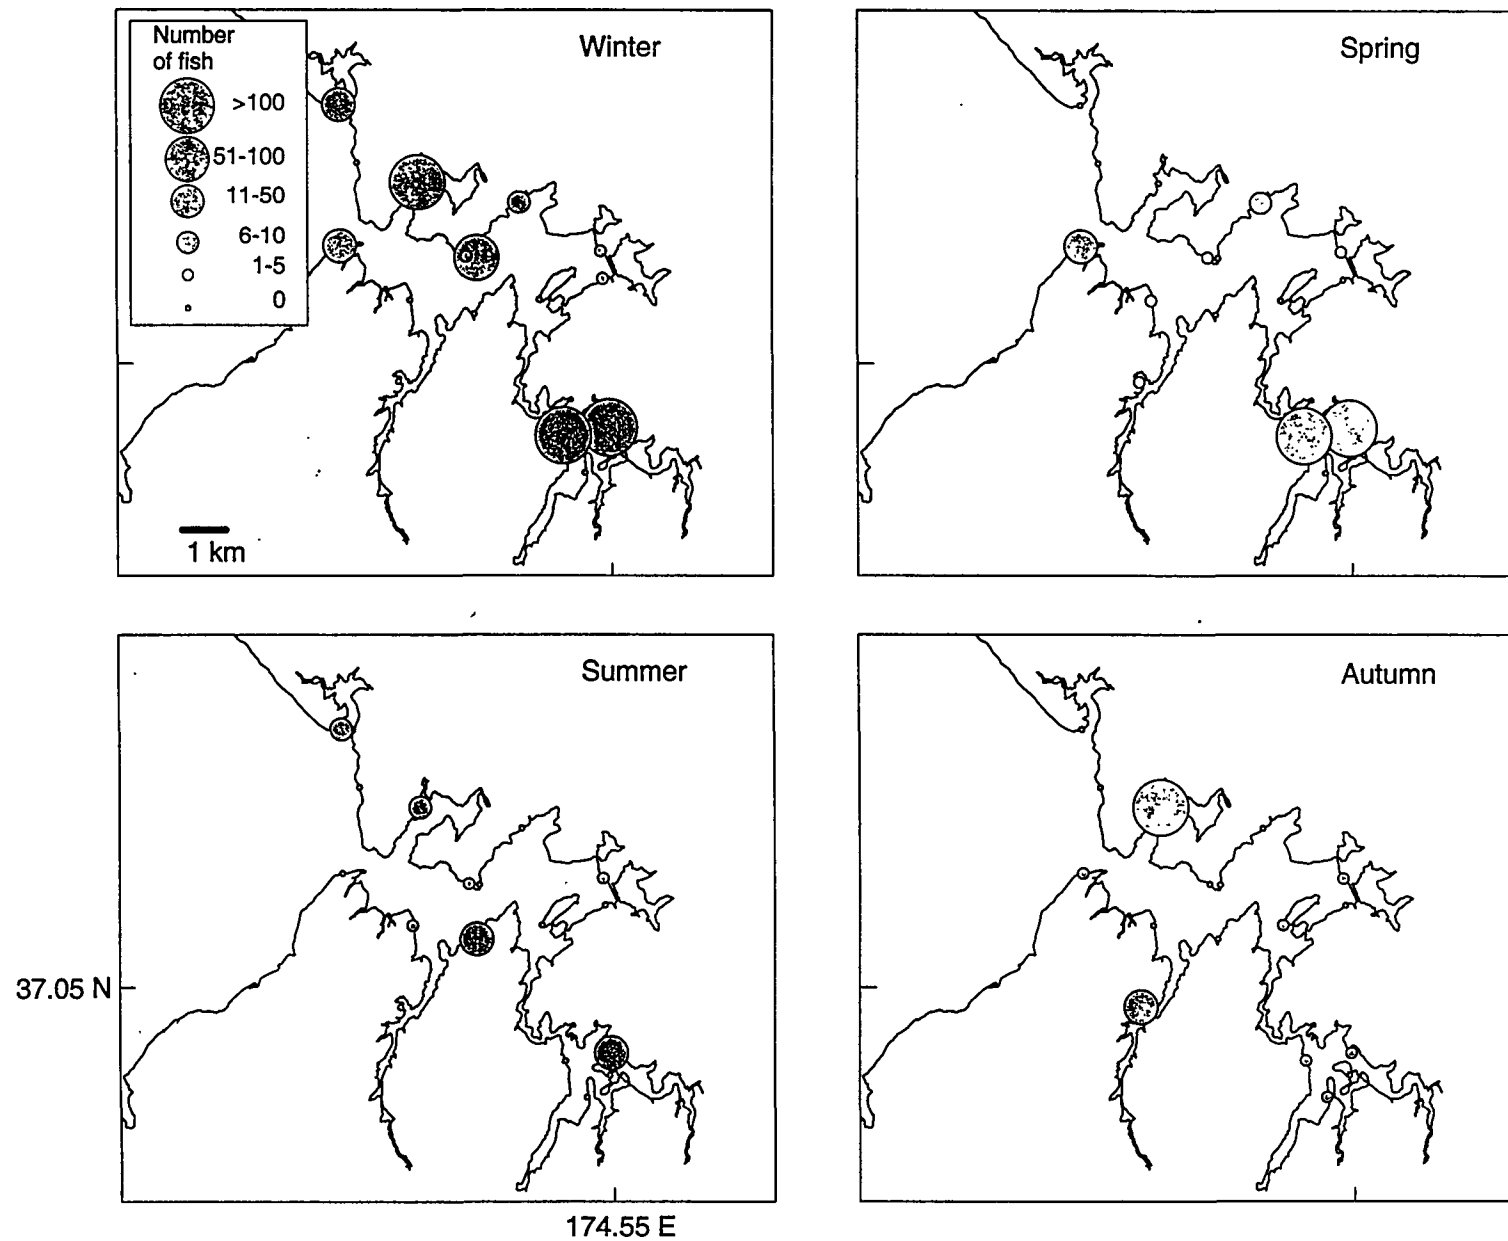 Number
of fish
>100
51-100
11-50
6-10
1-5
0
Winter
1 km
Spring
Summer
Autumn
37.05 N
174.55 E